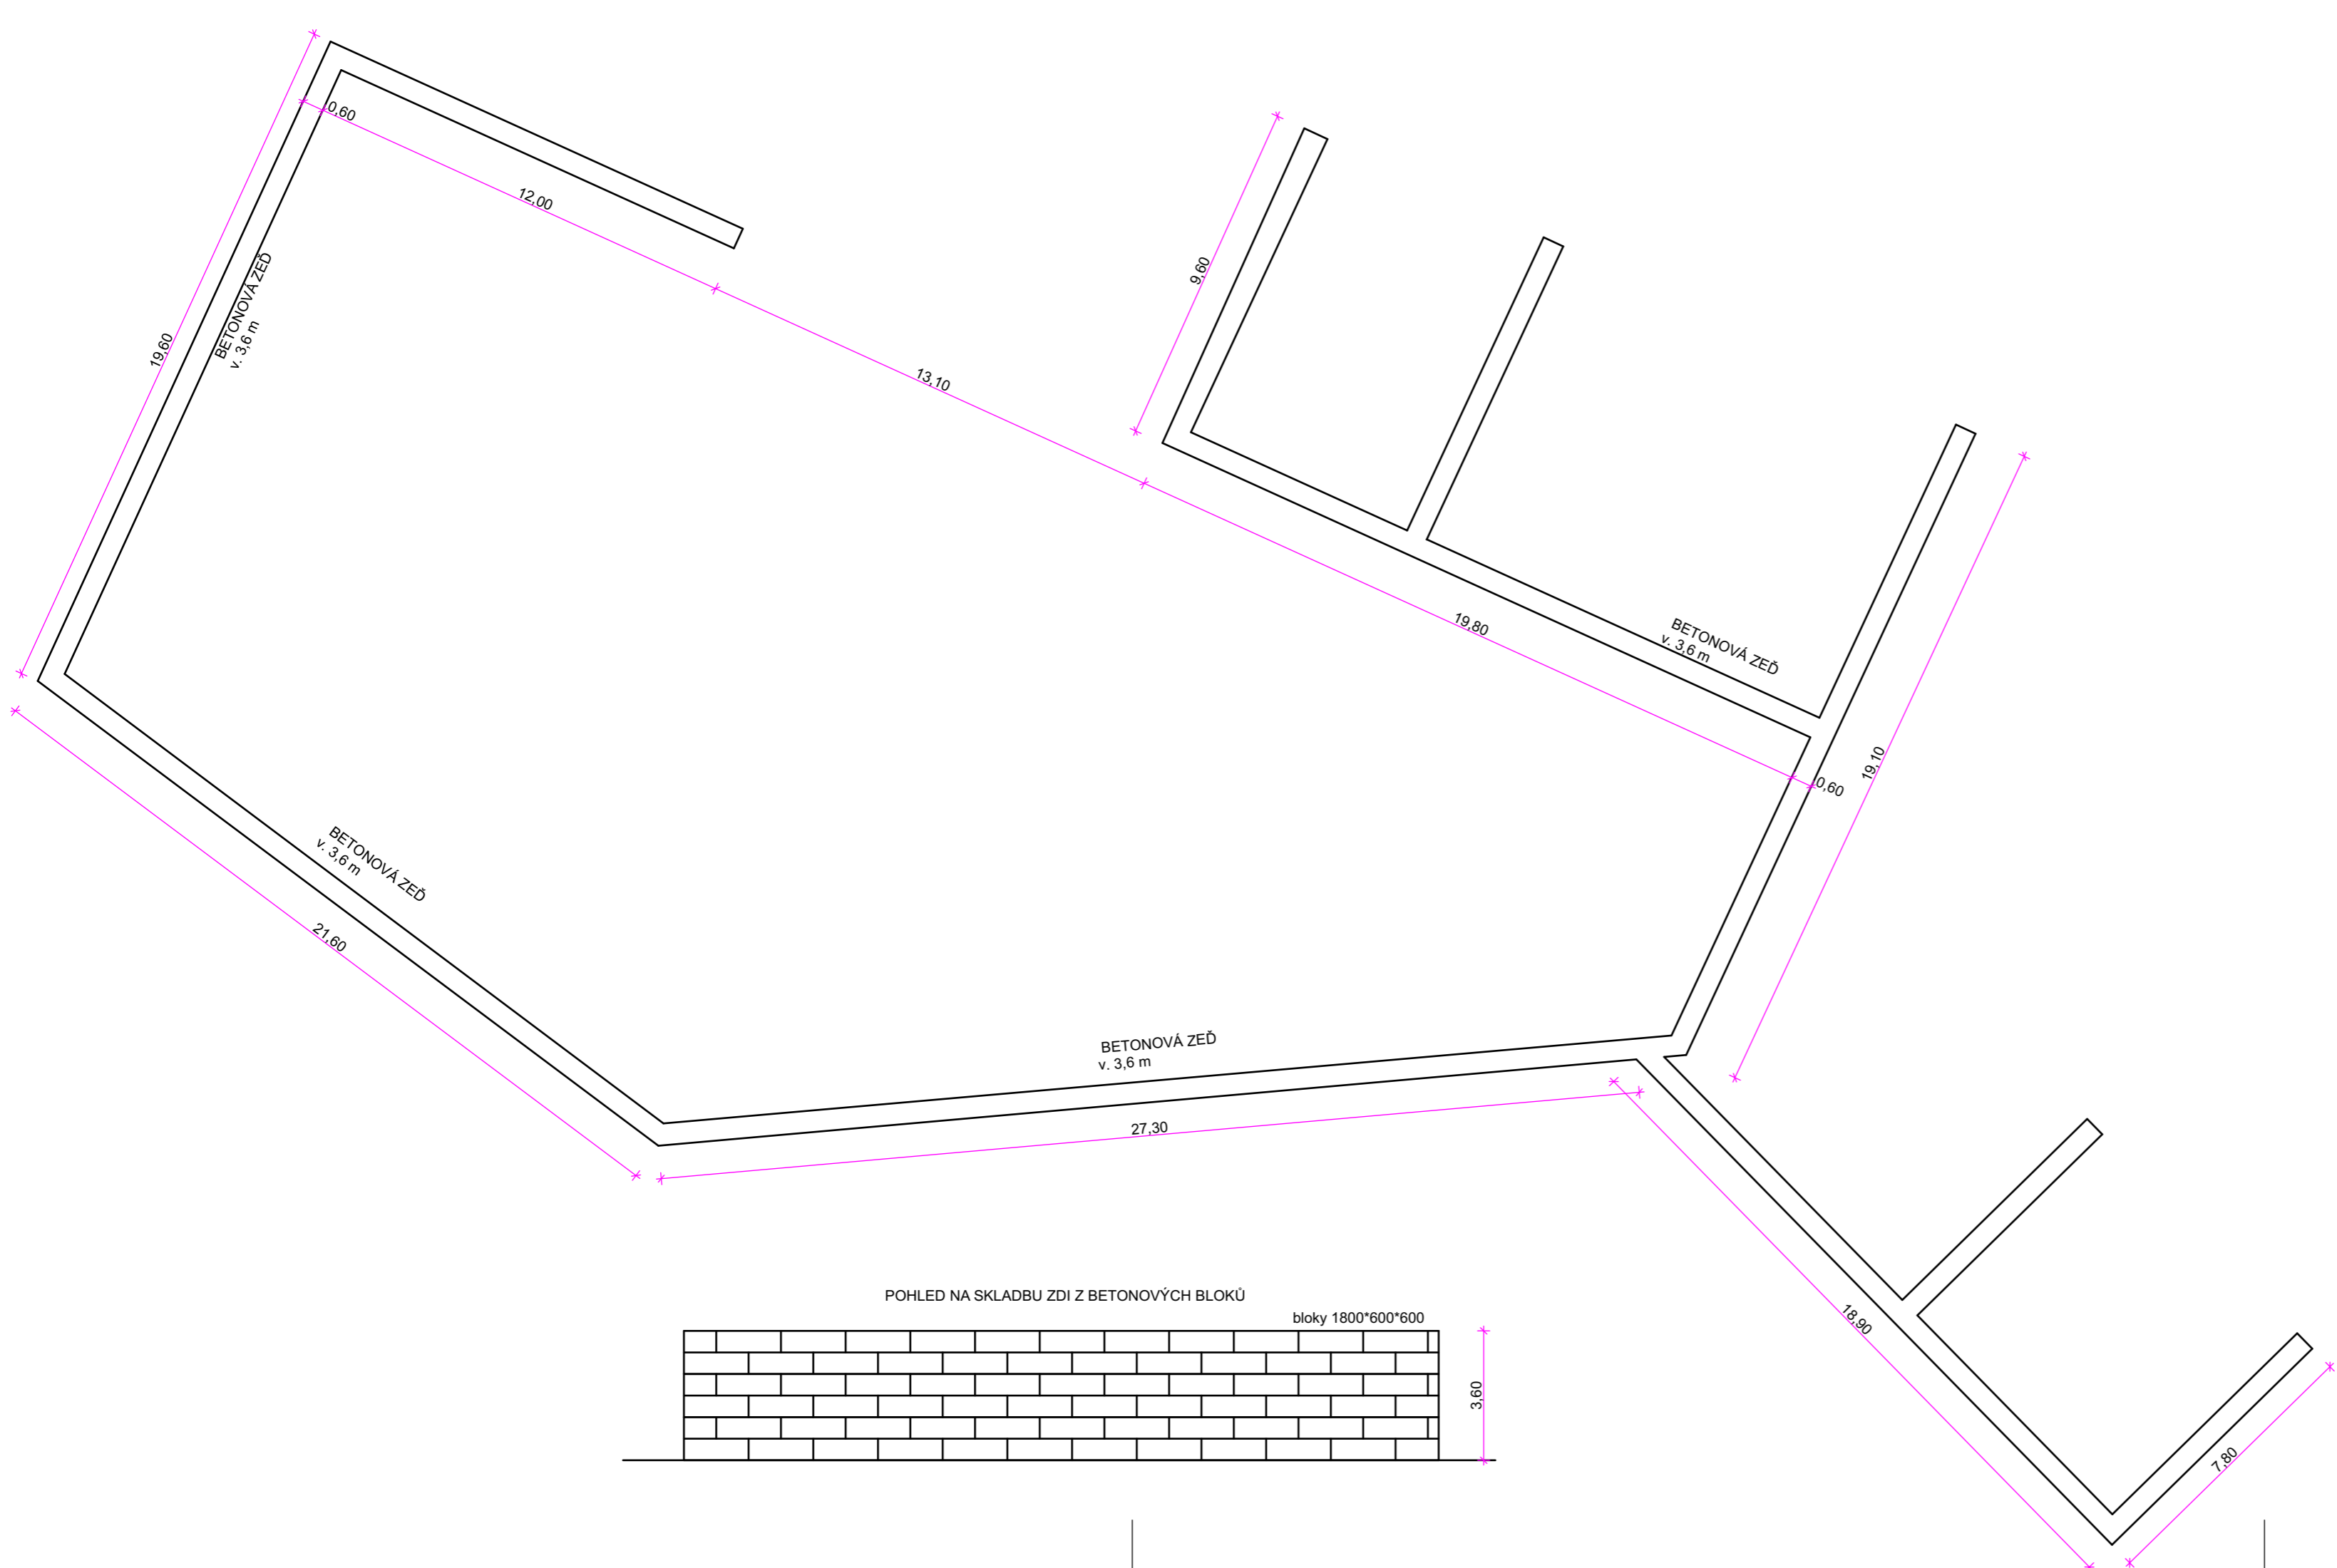 0,60
12,00
9,60
BETONOVÁ ZEĎ
v. 3,6 m
19,60
13,10
19,80
BETONOVÁ ZEĎ
v. 3,6 m
19,10
0,60
BETONOVÁ ZEĎ
v. 3,6 m
21,60
BETONOVÁ ZEĎ
v. 3,6 m
27,30
POHLED NA SKLADBU ZDI Z BETONOVÝCH BLOKŮ
bloky 1800*600*600
3,60
18,90
7,80